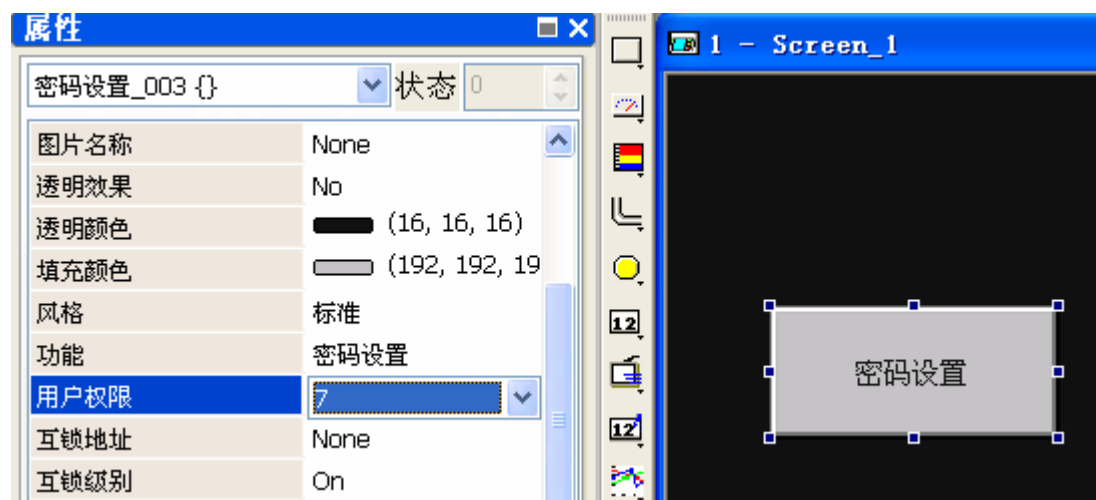 属性
密码设置_003 {}
状态
0
图片名称 None
透明效果 No
透明颜色 (16, 16, 16)
填充颜色 (192, 192, 19
风格 标准
功能 密码设置
用户权限 7
互锁地址 None
互锁级别 On
12
12
1 - Screen_1
密码设置